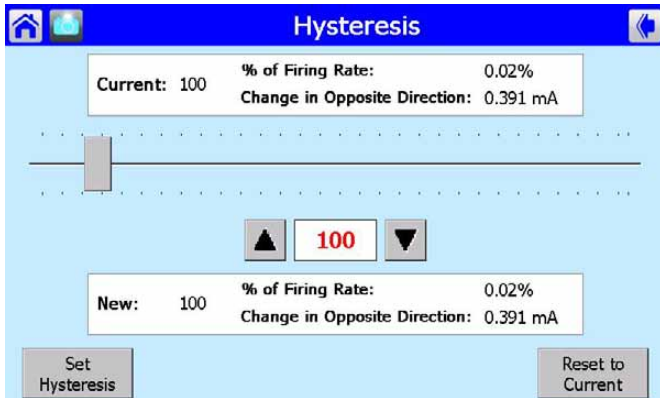 Hysteresis
Current: 100
% of Firing Rate: 0.02%
Change in Opposite Direction: 0.391 mA
100
New: 100
% of Firing Rate: 0.02%
Change in Opposite Direction: 0.391 mA
Set
Hysteresis
Reset to
Current